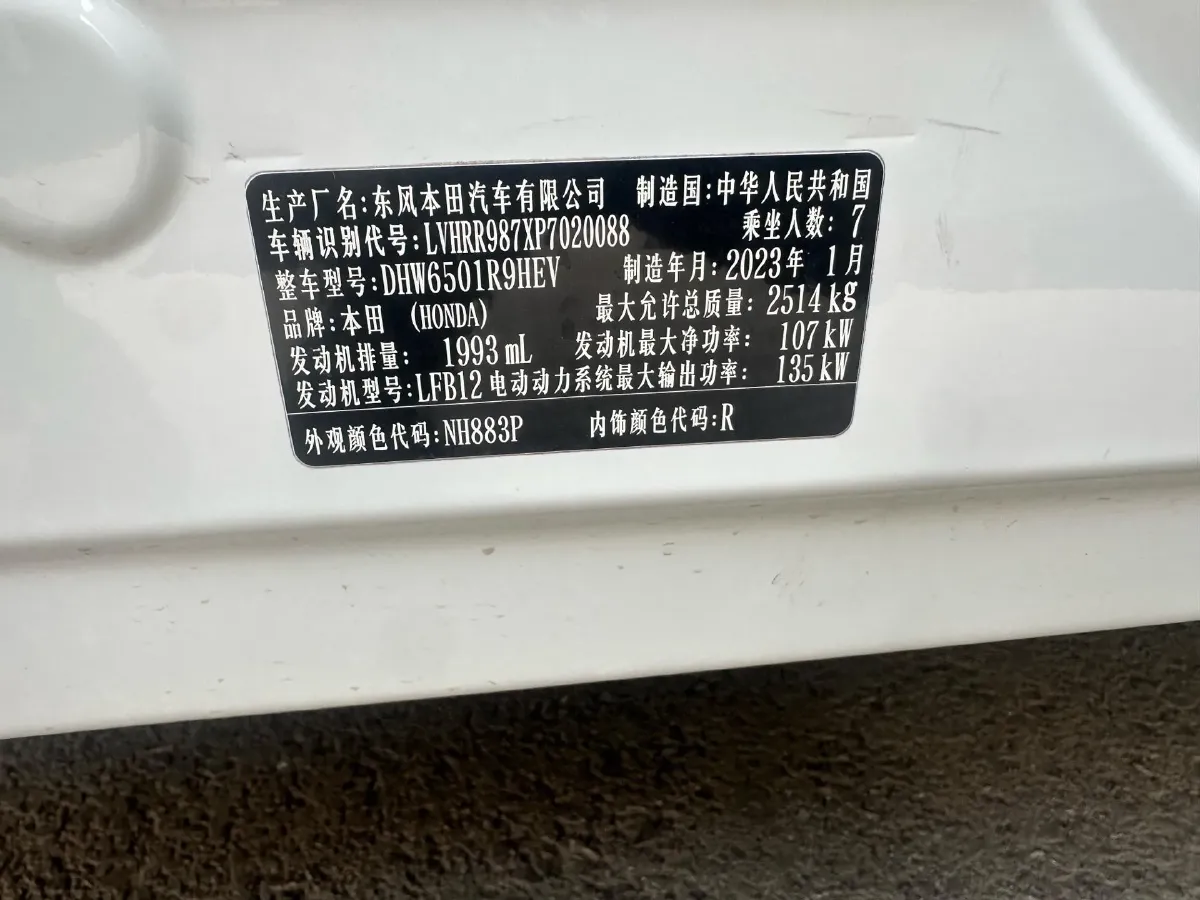 生产厂名:东风本田汽车有限公司 制造国:中华人民共和国
车辆识别代号:LVHRR987XP7020088 乘坐人数: 7
整车型号:DHW6501R9HEV 制造年月:2023年 1月
品牌:本田 (HONDA) 最大允许总质量: 2514kg
发动机排量: 1993mL 发动机最大净功率: 107kW
发动机型号:LFB12 电动动力系统最大输出功率: 135kW
外观颜色代码:NH883P 内饰颜色代码:R